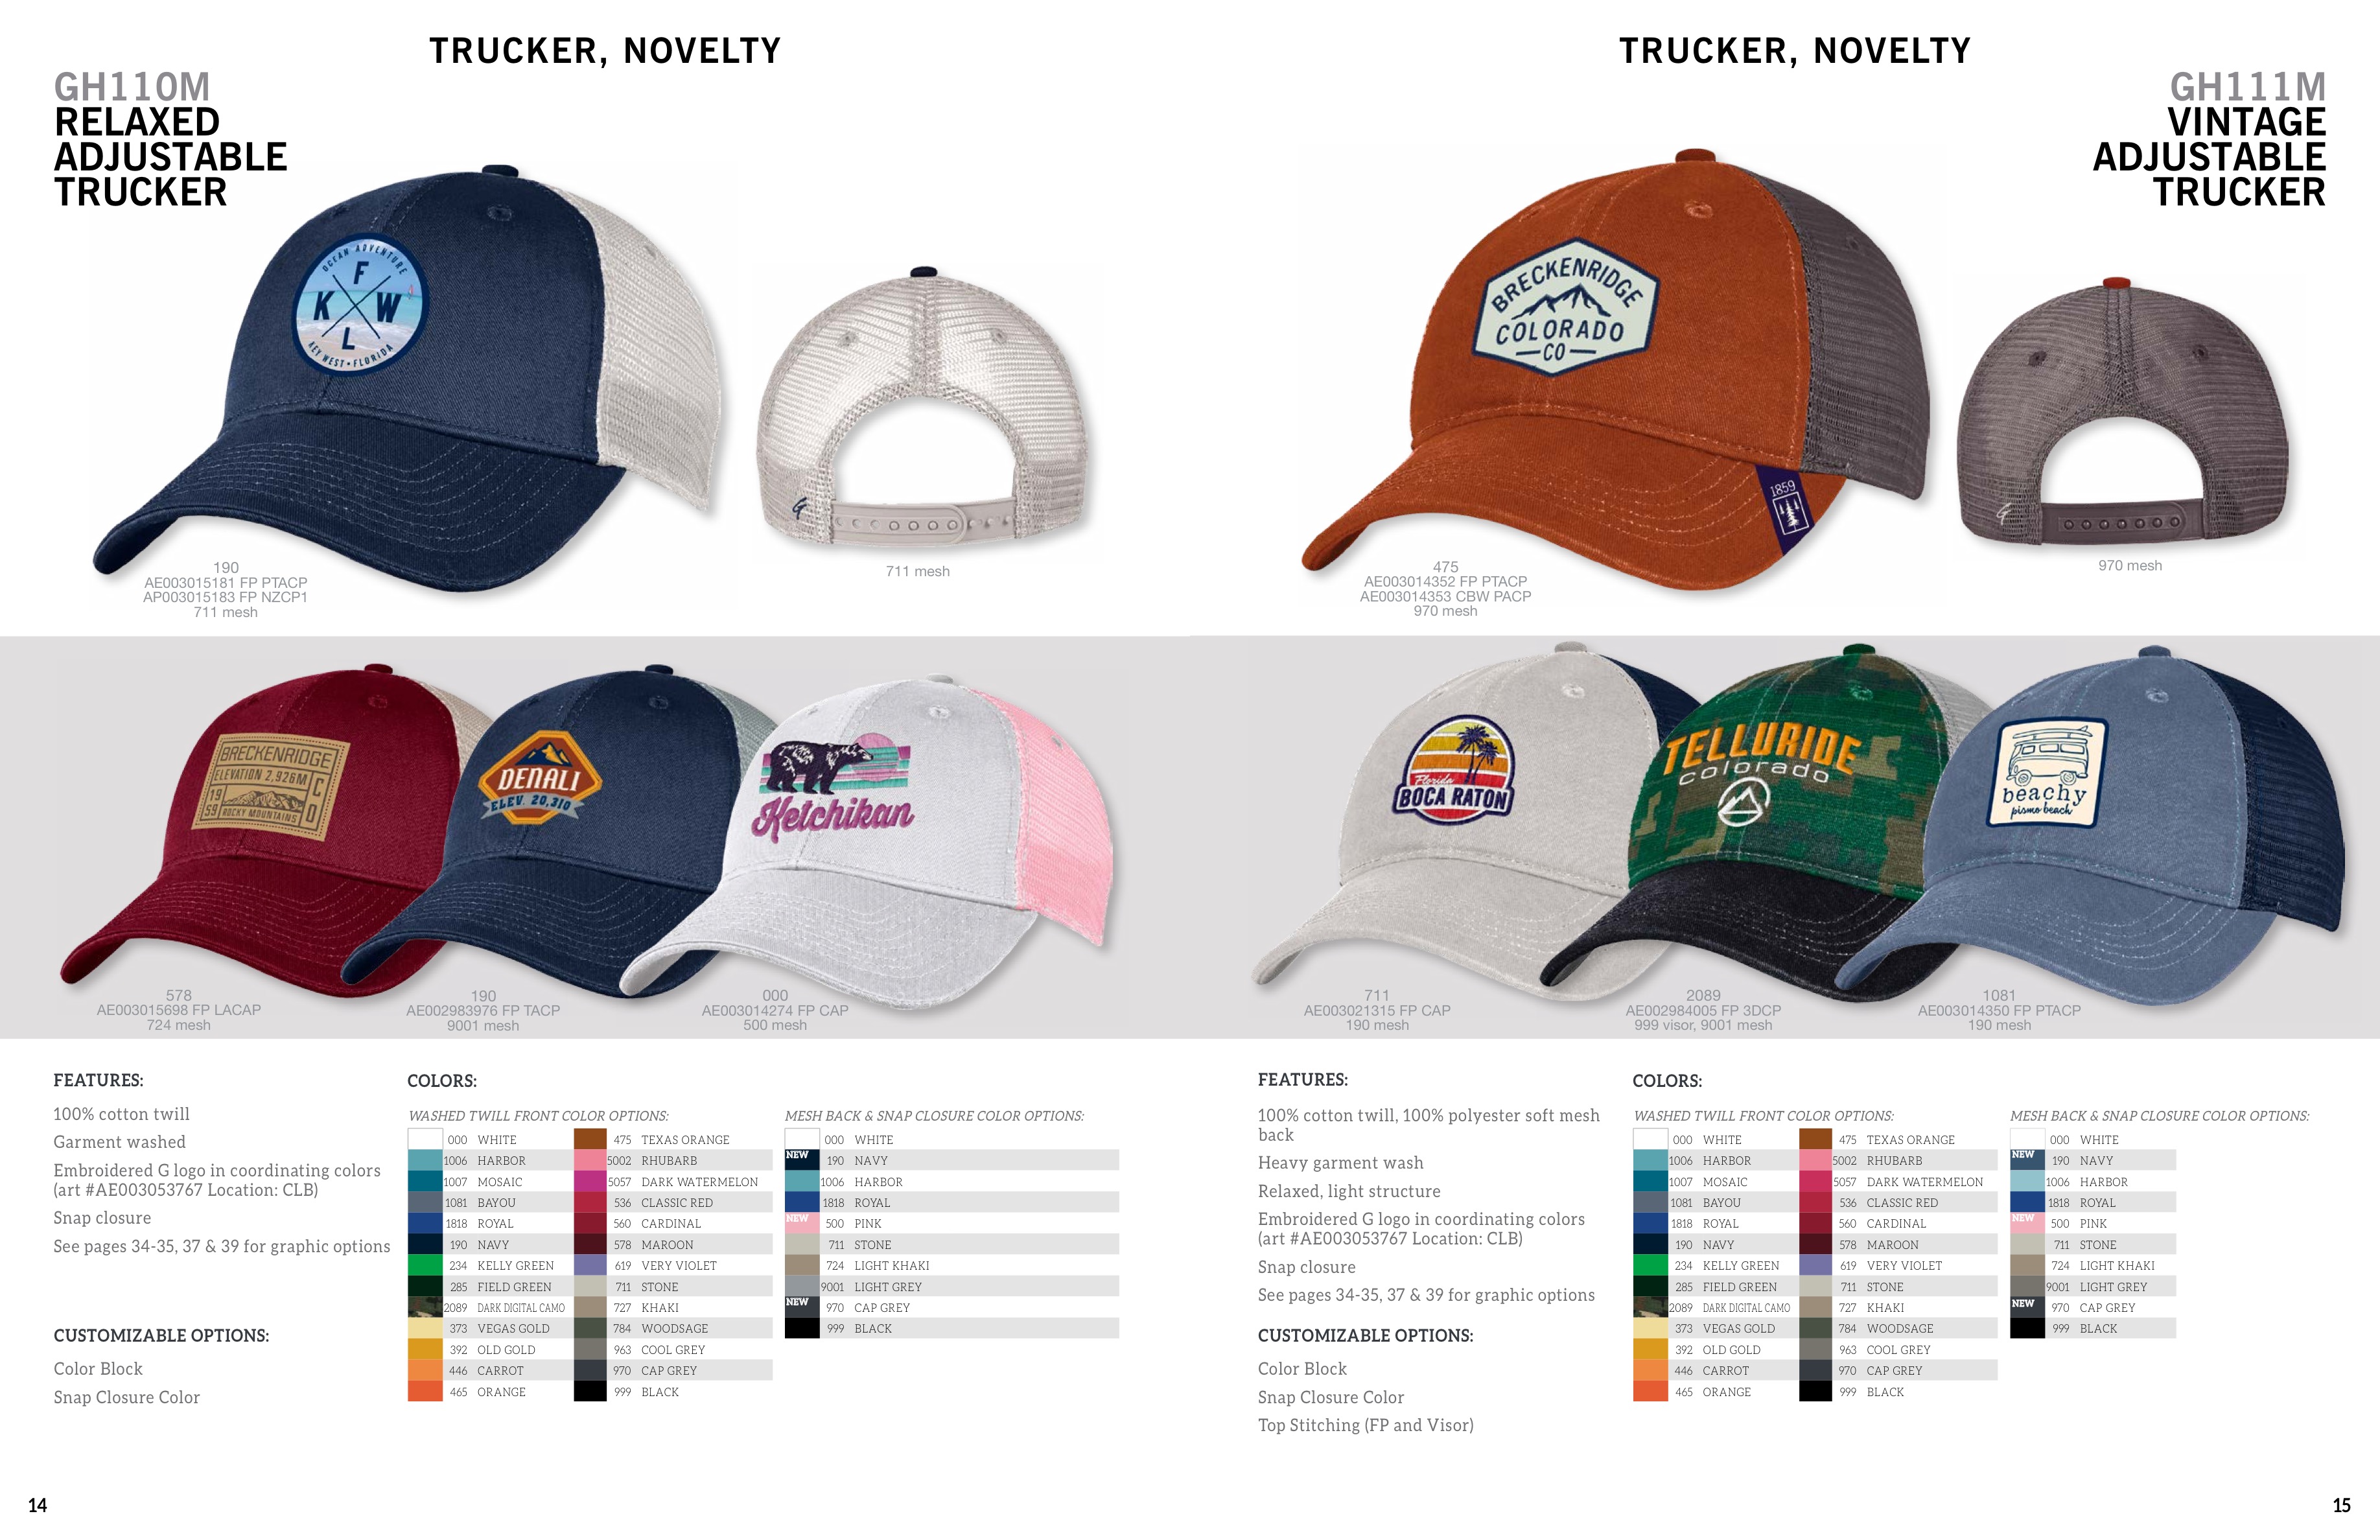 TRUCKER, NOVELTY
GH110M
RELAXED
ADJUSTABLE
TRUCKER
OCEAN ADVENTURE
F
K W
L
KEY WEST • FLORIDA
G
190
AE003015181 FP PTACP
AP003015183 FP NZCP1
711 mesh
711 mesh
BRECKENRIDGE
ELEVATION 2,926M
CO
19
59
ROCKY MOUNTAINS
DENALI
ELEV. 20,310
Ketchikan
578
AE003015698 FP LACAP
724 mesh
190
AE002983976 FP TACP
9001 mesh
000
AE003014274 FP CAP
500 mesh
FEATURES:
100% cotton twill
Garment washed
Embroidered G logo in coordinating colors
(art #AE003053767 Location: CLB)
Snap closure
See pages 34-35, 37 & 39 for graphic options
CUSTOMIZABLE OPTIONS:
Color Block
Snap Closure Color
COLORS:
WASHED TWILL FRONT COLOR OPTIONS:
000 WHITE
1006 HARBOR
1007 MOSAIC
1081 BAYOU
1818 ROYAL
190 NAVY
234 KELLY GREEN
285 FIELD GREEN
2089 DARK DIGITAL CAMO
373 VEGAS GOLD
392 OLD GOLD
446 CARROT
465 ORANGE
475 TEXAS ORANGE
5002 RHUBARB
5057 DARK WATERMELON
536 CLASSIC RED
560 CARDINAL
578 MAROON
619 VERY VIOLET
711 STONE
727 KHAKI
784 WOODSAGE
963 COOL GREY
970 CAP GREY
999 BLACK
MESH BACK & SNAP CLOSURE COLOR OPTIONS:
000 WHITE
NEW 190 NAVY
1006 HARBOR
1818 ROYAL
NEW 500 PINK
711 STONE
724 LIGHT KHAKI
9001 LIGHT GREY
NEW 970 CAP GREY
999 BLACK
14
TRUCKER, NOVELTY
GH111M
VINTAGE
ADJUSTABLE
TRUCKER
BRECKENRIDGE
COLORADO
CO
1859
G
475
AE003014352 FP PTACP
AE003014353 CBW PACP
970 mesh
970 mesh
Florida
BOCA RATON
TELLURIDE
colorado
beachy
pismo beach
711
AE003021315 FP CAP
190 mesh
2089
AE002984005 FP 3DCP
999 visor, 9001 mesh
1081
AE003014350 FP PTACP
190 mesh
FEATURES:
100% cotton twill, 100% polyester soft mesh
back
Heavy garment wash
Relaxed, light structure
Embroidered G logo in coordinating colors
(art #AE003053767 Location: CLB)
Snap closure
See pages 34-35, 37 & 39 for graphic options
CUSTOMIZABLE OPTIONS:
Color Block
Snap Closure Color
Top Stitching (FP and Visor)
COLORS:
WASHED TWILL FRONT COLOR OPTIONS:
000 WHITE
1006 HARBOR
1007 MOSAIC
1081 BAYOU
1818 ROYAL
190 NAVY
234 KELLY GREEN
285 FIELD GREEN
2089 DARK DIGITAL CAMO
373 VEGAS GOLD
392 OLD GOLD
446 CARROT
465 ORANGE
475 TEXAS ORANGE
5002 RHUBARB
5057 DARK WATERMELON
536 CLASSIC RED
560 CARDINAL
578 MAROON
619 VERY VIOLET
711 STONE
727 KHAKI
784 WOODSAGE
963 COOL GREY
970 CAP GREY
999 BLACK
MESH BACK & SNAP CLOSURE COLOR OPTIONS:
000 WHITE
NEW 190 NAVY
1006 HARBOR
1818 ROYAL
NEW 500 PINK
711 STONE
724 LIGHT KHAKI
9001 LIGHT GREY
NEW 970 CAP GREY
999 BLACK
15